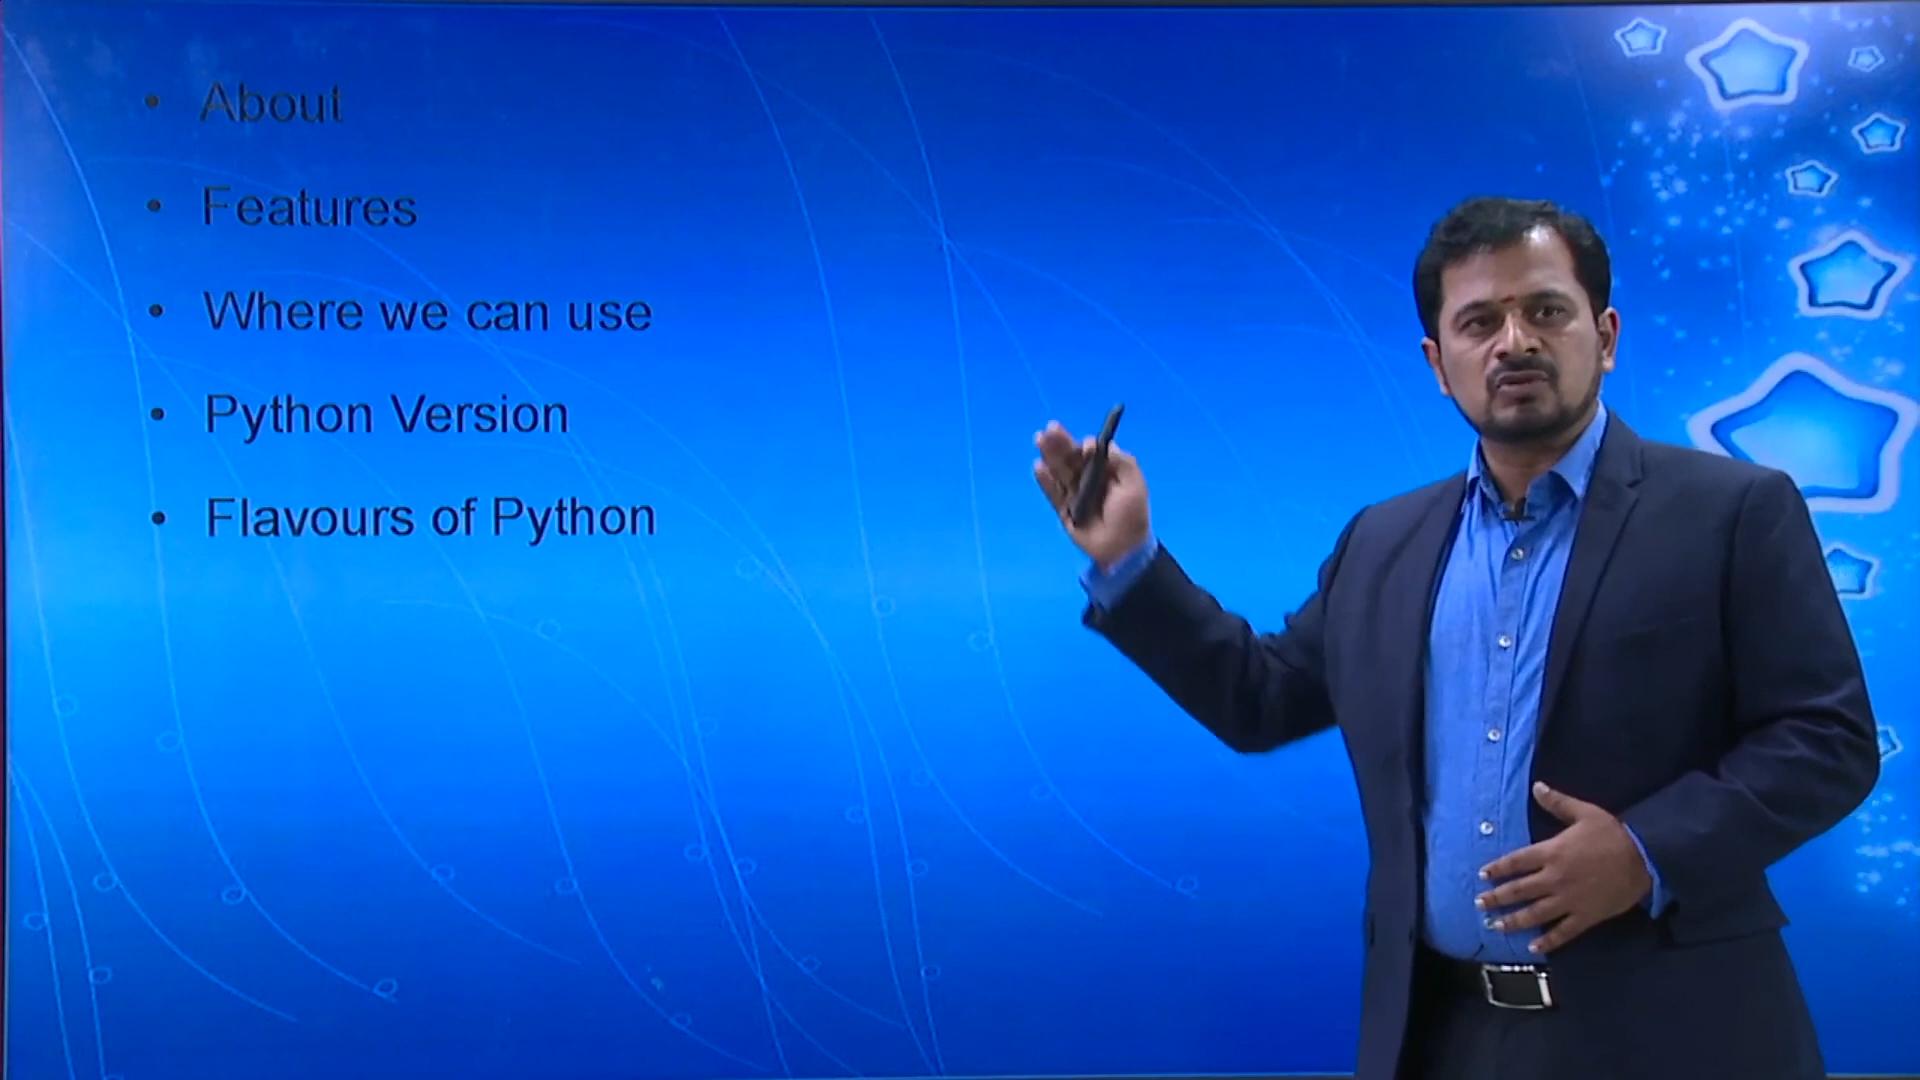 • About
• Features
• Where we can use
• Python Version
• Flavours of Python